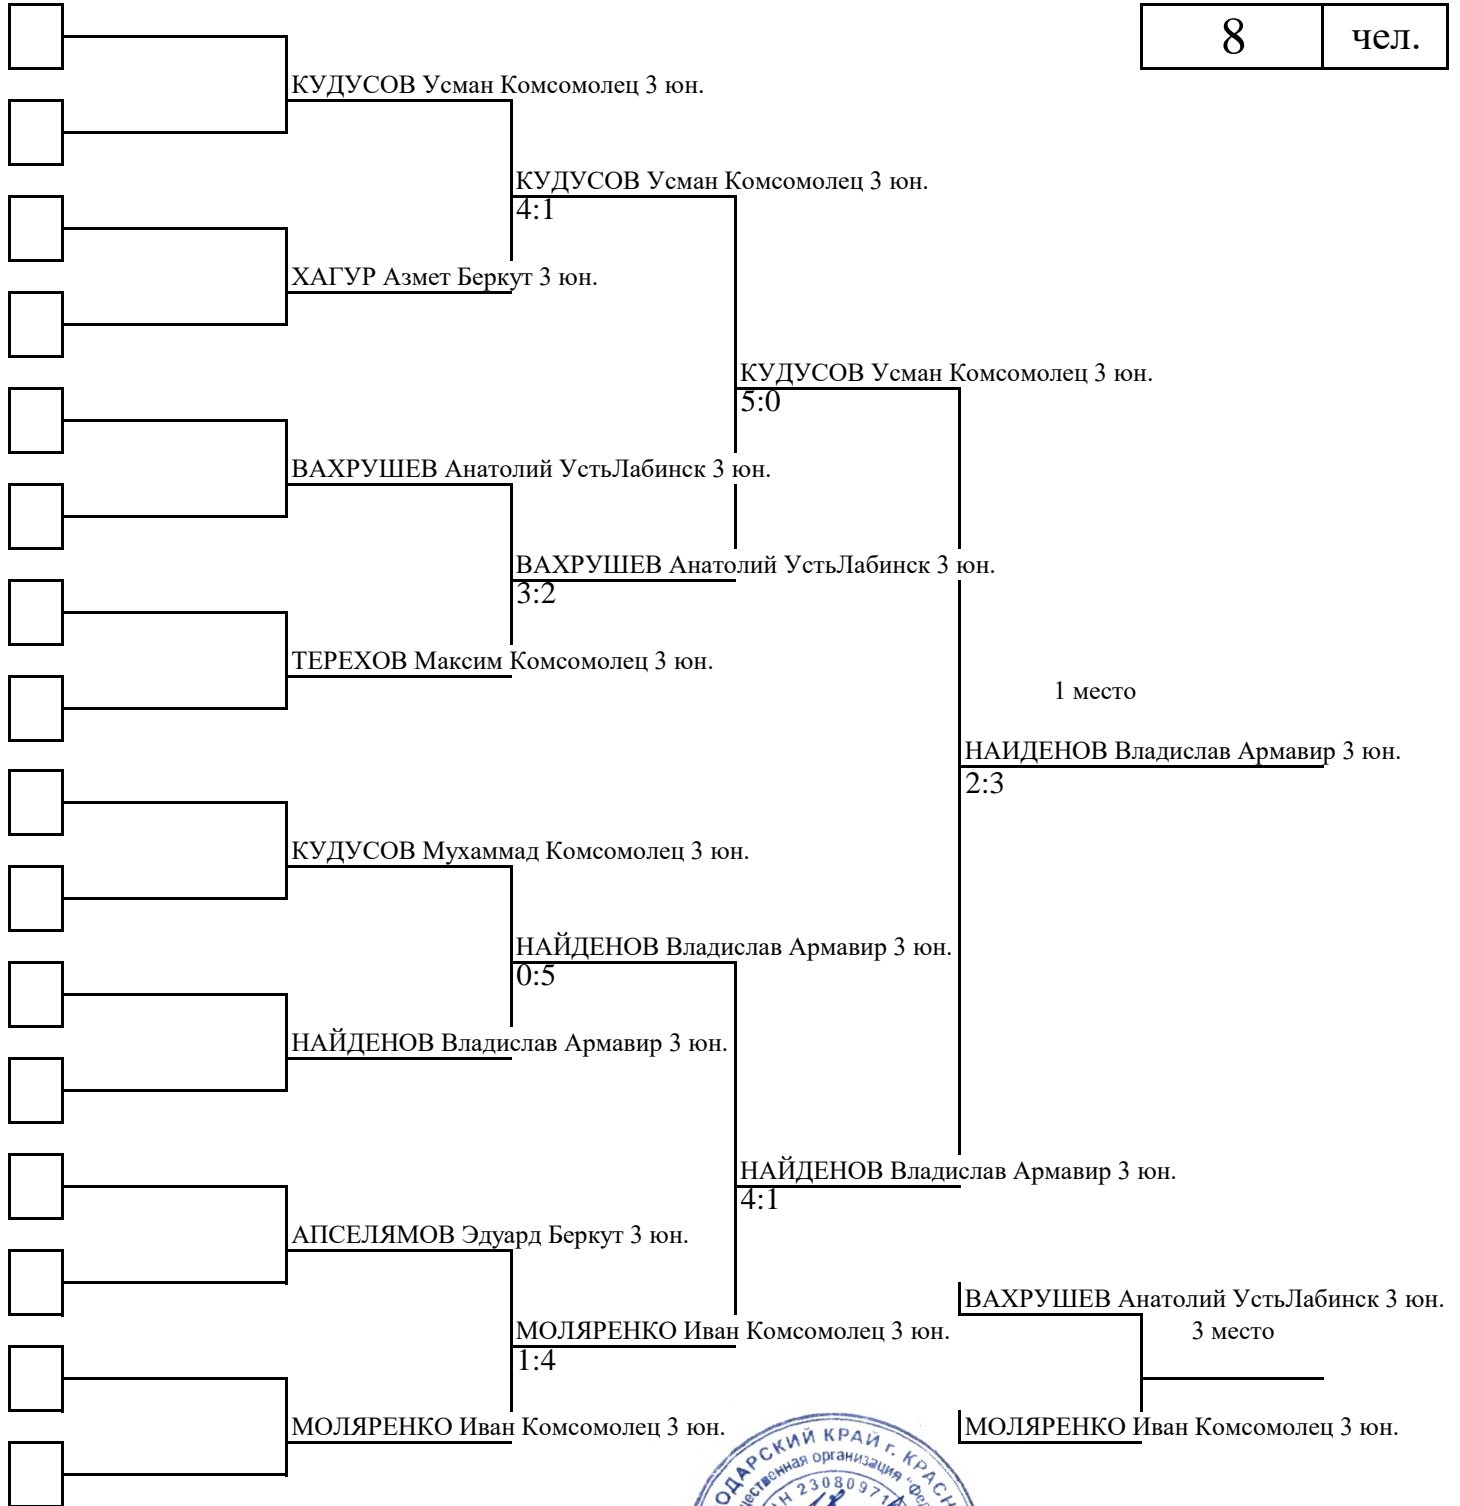 8 чел.
КУДУСОВ Усман Комсомолец 3 юн.
КУДУСОВ Усман Комсомолец 3 юн.
4:1
ХАГУР Азмет Беркут 3 юн.
КУДУСОВ Усман Комсомолец 3 юн.
5:0
ВАХРУШЕВ Анатолий УстьЛабинск 3 юн.
ВАХРУШЕВ Анатолий УстьЛабинск 3 юн.
3:2
ТЕРЕХОВ Максим Комсомолец 3 юн.
1 место
НАЙДЕНОВ Владислав Армавир 3 юн.
2:3
КУДУСОВ Мухаммад Комсомолец 3 юн.
НАЙДЕНОВ Владислав Армавир 3 юн.
0:5
НАЙДЕНОВ Владислав Армавир 3 юн.
НАЙДЕНОВ Владислав Армавир 3 юн.
4:1
АПСЕЛЯМОВ Эдуард Беркут 3 юн.
ВАХРУШЕВ Анатолий УстьЛабинск 3 юн.
МОЛЯРЕНКО Иван Комсомолец 3 юн.
3 место
1:4
МОЛЯРЕНКО Иван Комсомолец 3 юн.
МОЛЯРЕНКО Иван Комсомолец 3 юн.
КРАЙ г.
организация